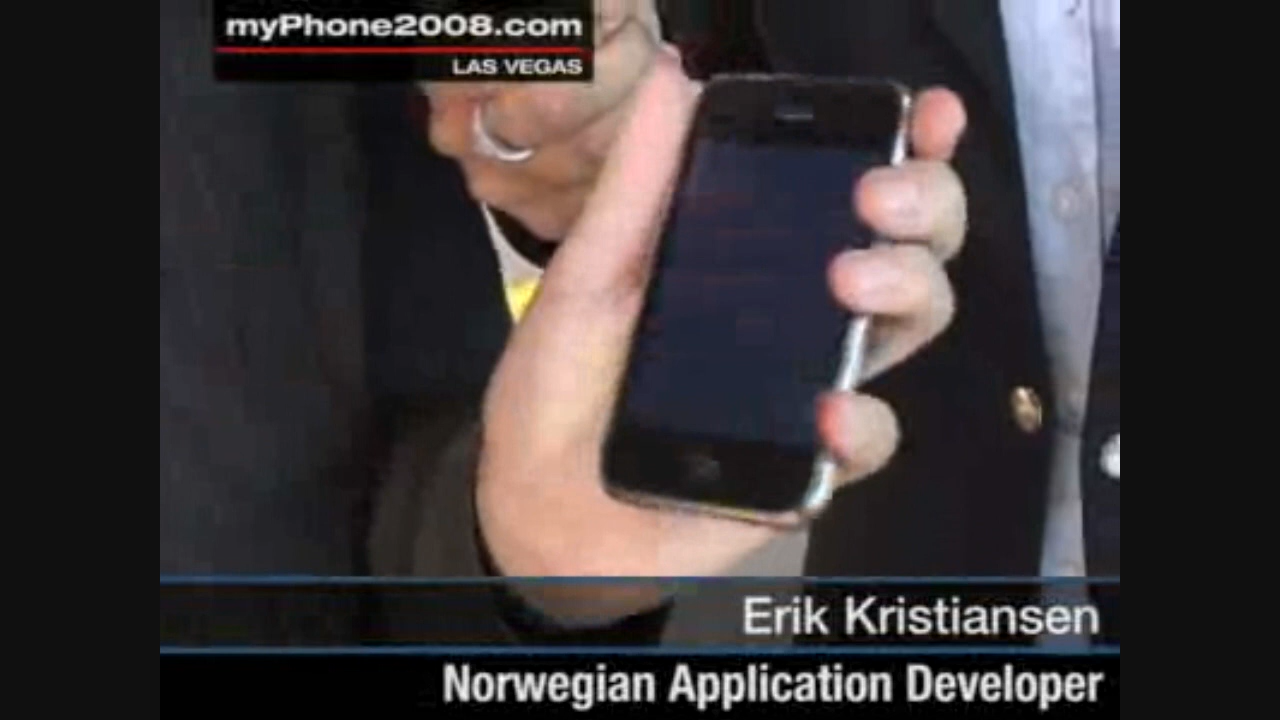 myPhone2008.com
LAS VEGAS
Erik Kristiansen
Norwegian Application Developer